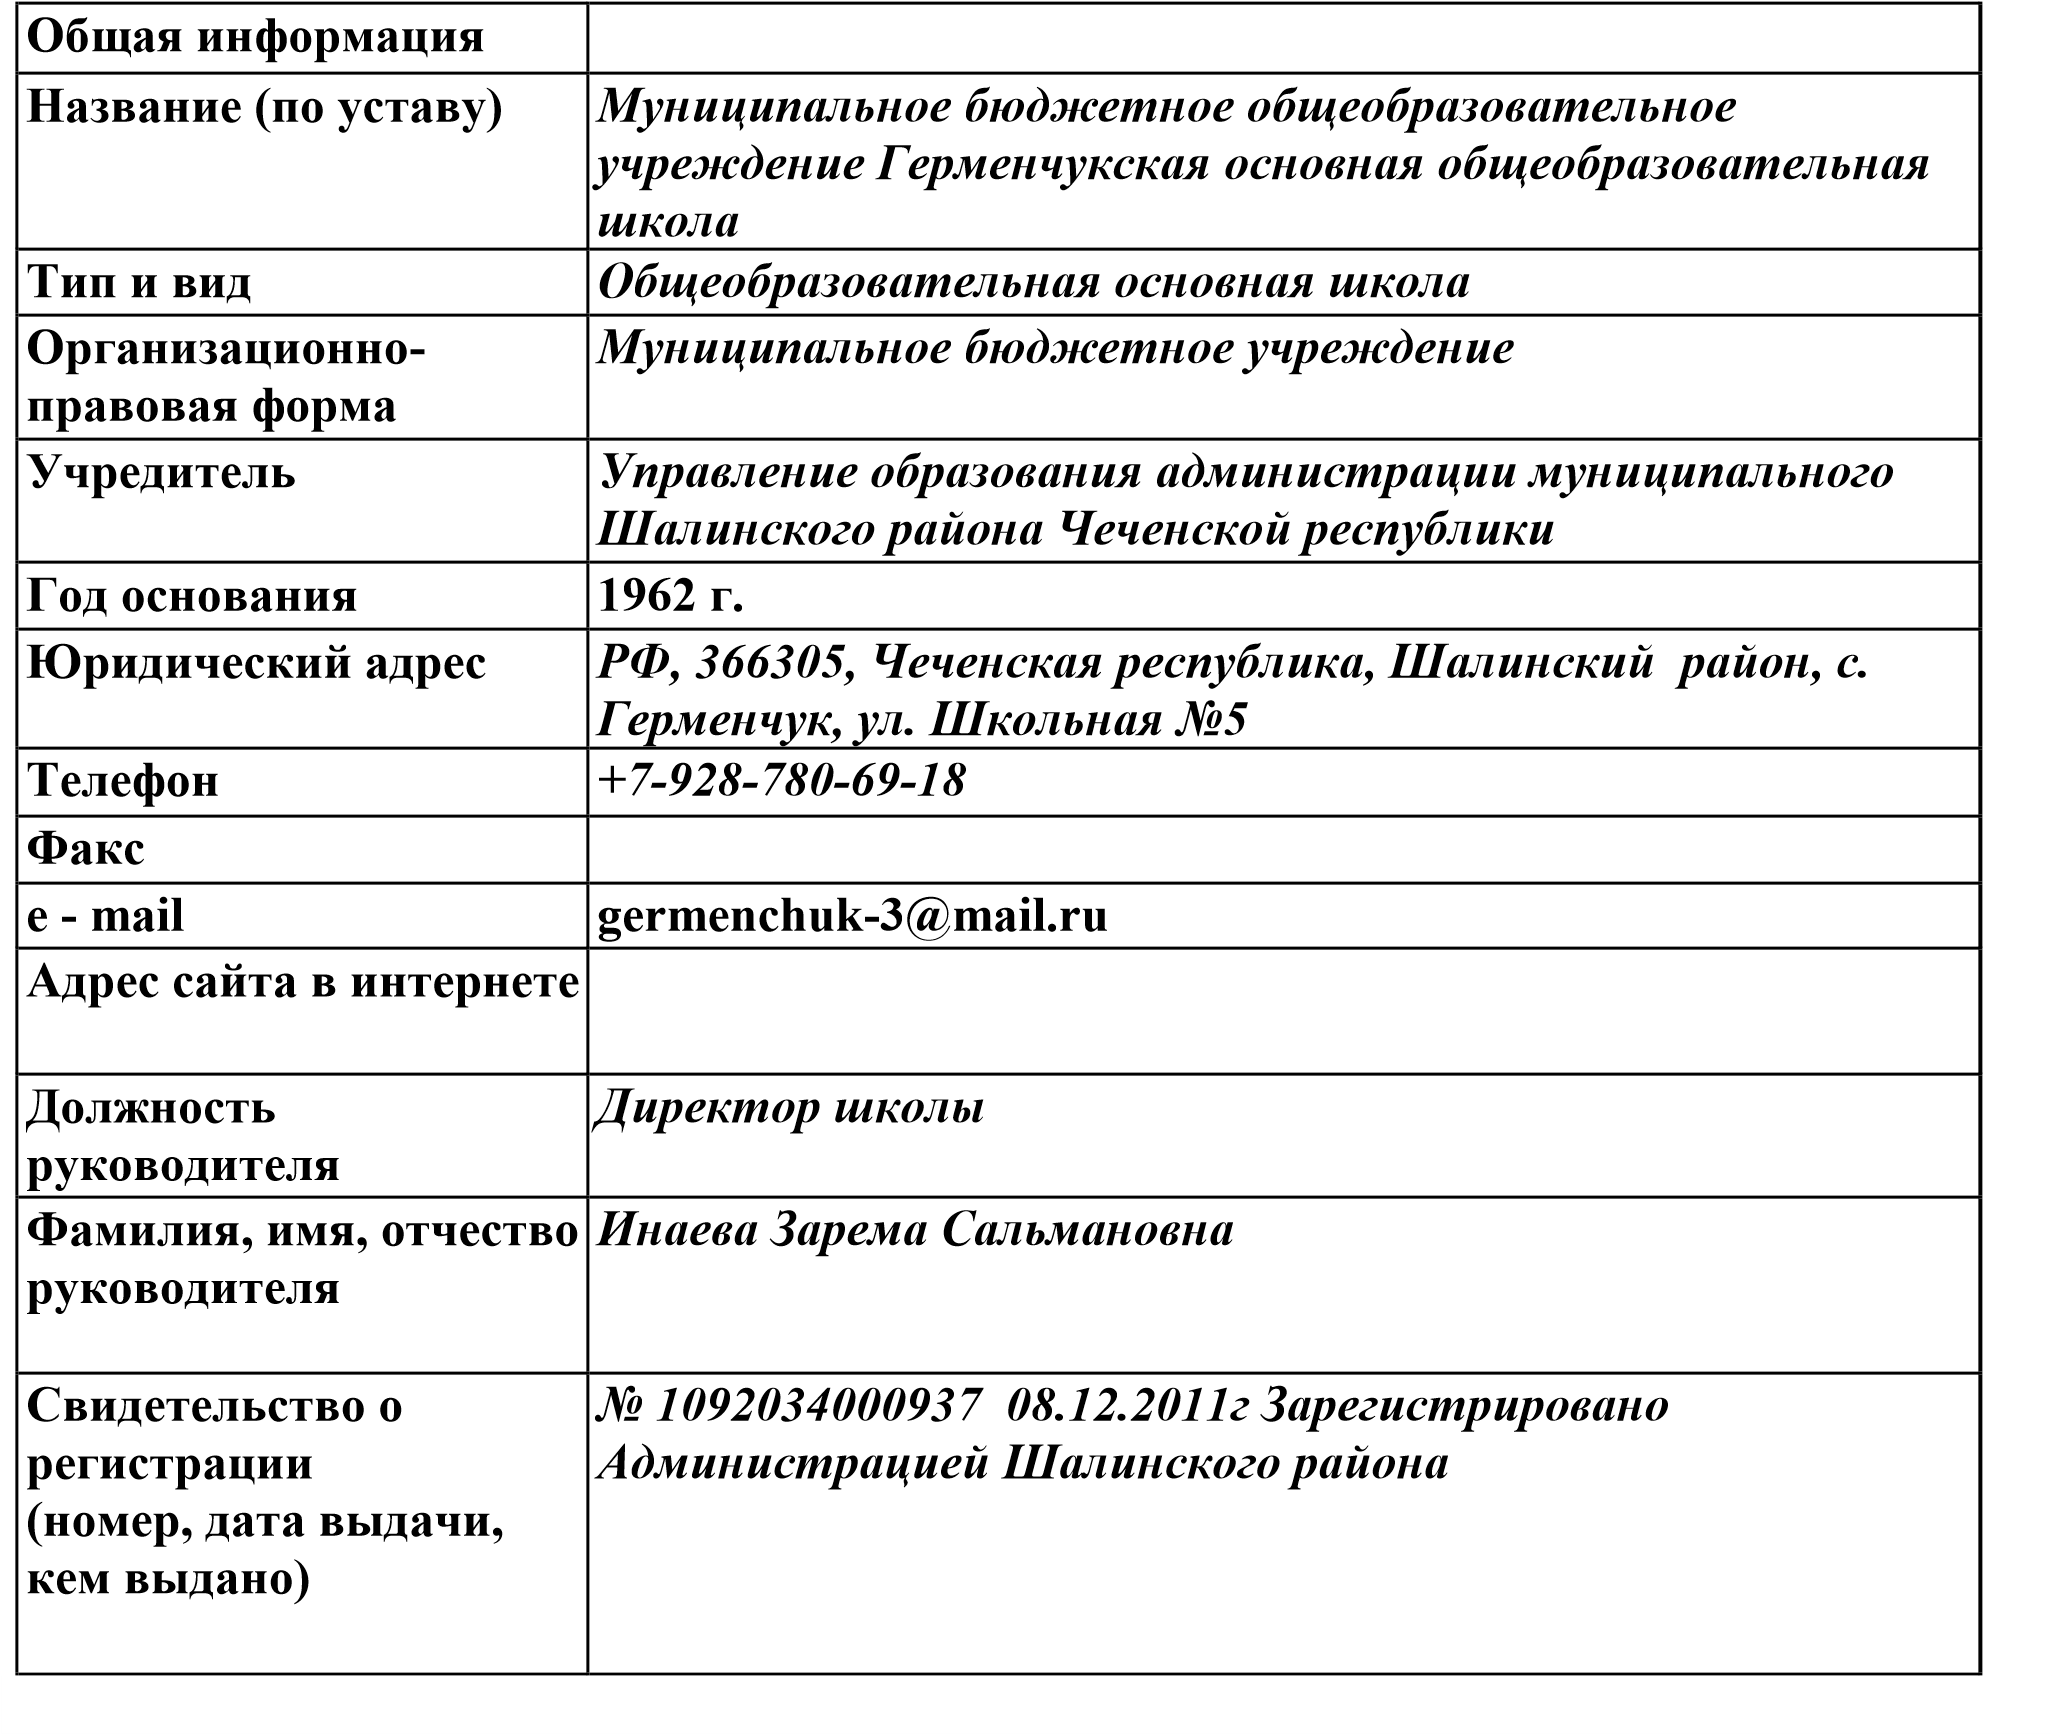 Общая информация
Название (по уставу)
Муниципальное бюджетное общеобразовательное
учреждение Герменчукская основная общеобразовательная
школа
Тип и вид
Общеобразовательная основная школа
Организационно-
правовая форма
Муниципальное бюджетное учреждение
Учредитель
Управление образования администрации муниципального
Шалинского района Чеченской республики
Год основания
1962 г.
Юридический адрес
РФ, 366305, Чеченская республика, Шалинский  район, с.
Герменчук, ул. Школьная №5
Телефон
+7-928-780-69-18
Факс
e - mail
germenchuk-3@mail.ru
Адрес сайта в интернете
Должность
руководителя
Директор школы
Фамилия, имя, отчество
руководителя
Инаева Зарема Сальмановна
Свидетельство о
регистрации
(номер, дата выдачи,
кем выдано)
№ 1092034000937  08.12.2011г Зарегистрировано
Администрацией Шалинского района